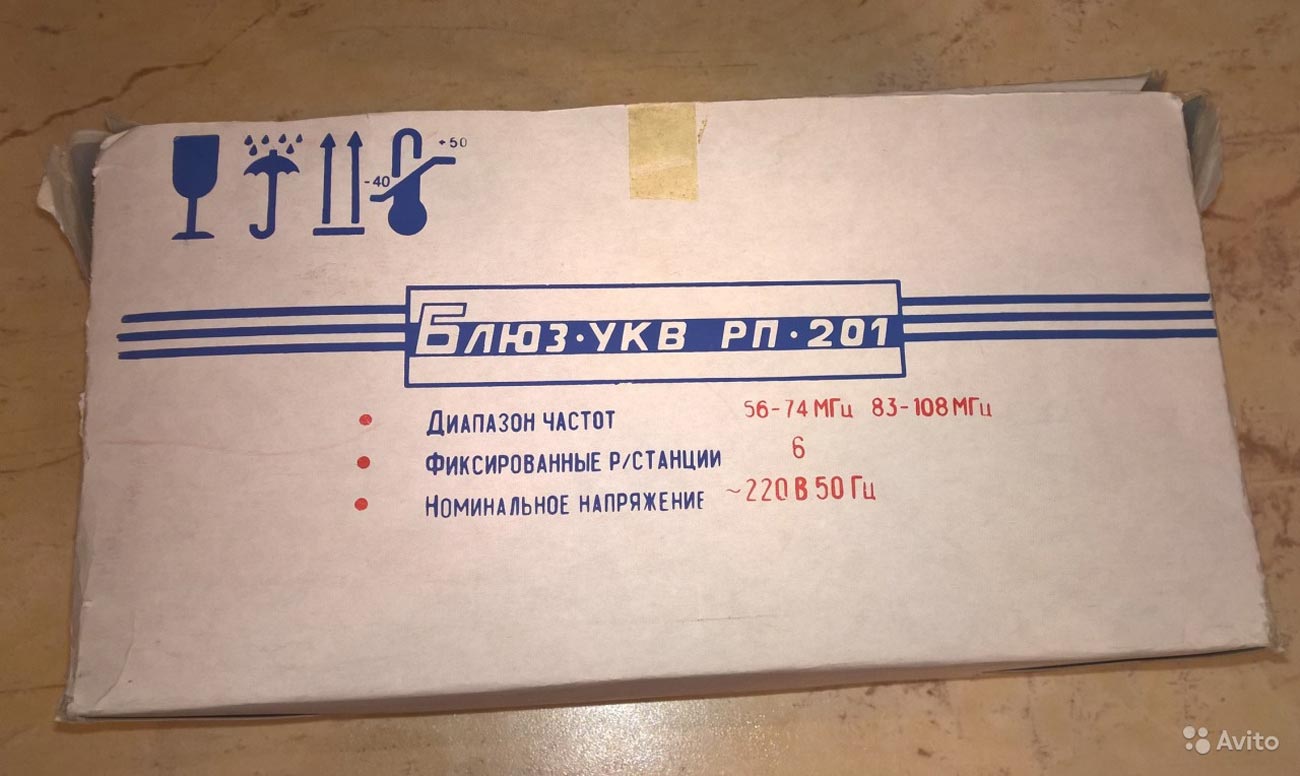 +50
-40
Блюз·УКВ РП·201
Диапазон частот 56-74 МГц 83-108 МГц
Фиксированные р/станции 6
Номинальное напряжение ~220 В 50 Гц
Avito